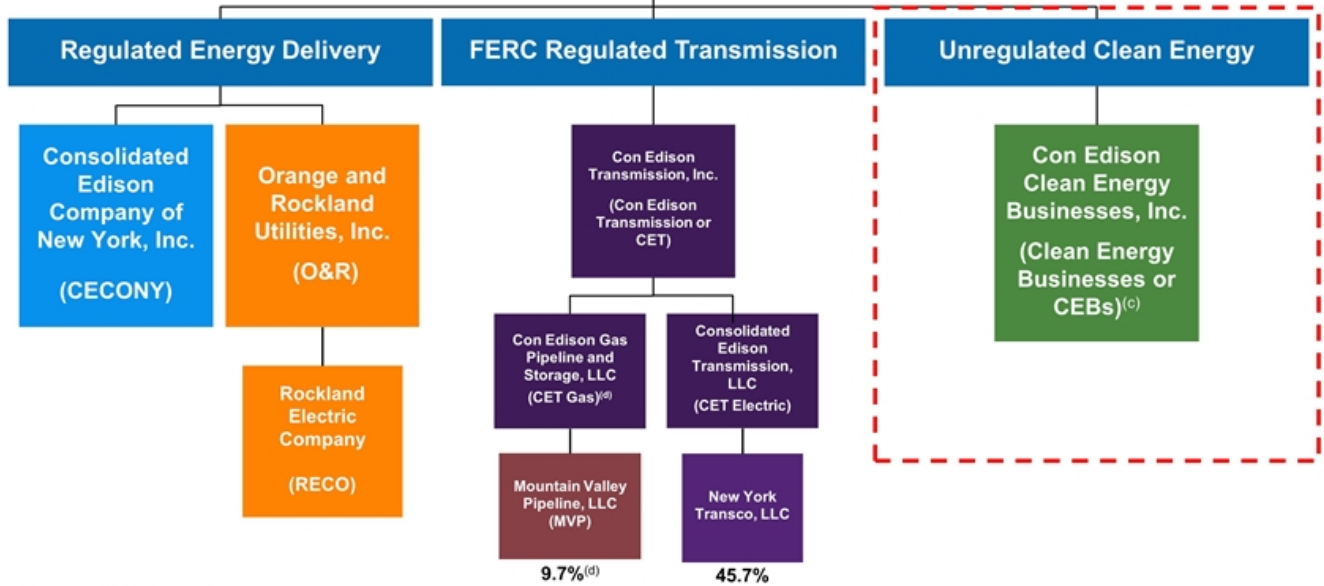 Regulated Energy Delivery
FERC Regulated Transmission
Unregulated Clean Energy
Consolidated
Edison
Company of
New York, Inc.
(CECONY)
Orange and
Rockland
Utilities, Inc.
(O&R)
Rockland
Electric
Company
(RECO)
Con Edison
Transmission, Inc.
(Con Edison
Transmission or
CET)
Con Edison Gas
Pipeline and
Storage, LLC
(CET Gas)(d)
Consolidated
Edison
Transmission,
LLC
(CET Electric)
Mountain Valley
Pipeline, LLC
(MVP)
9.7%(d)
New York
Transco, LLC
45.7%
Con Edison
Clean Energy
Businesses, Inc.
(Clean Energy
Businesses or
CEBs)(c)